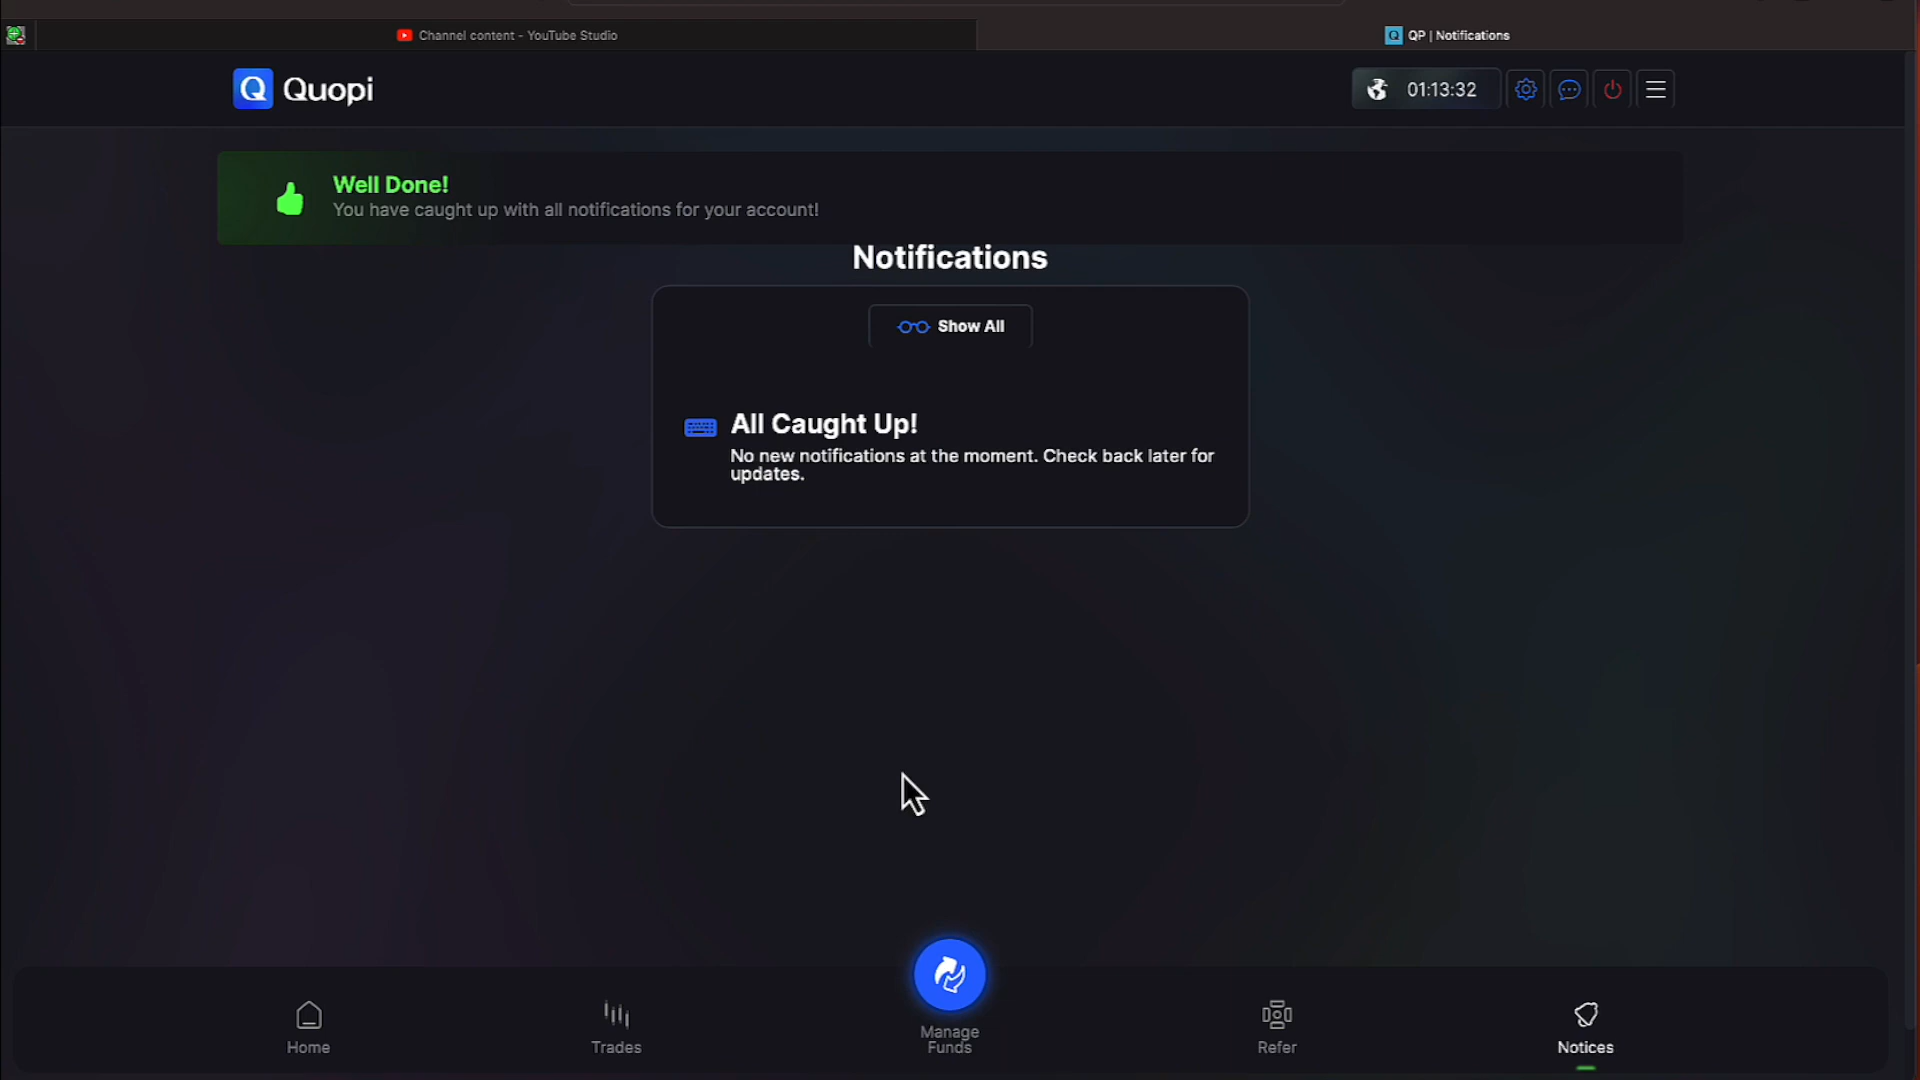 Channel content - YouTube Studio
Q QP | Notifications
Q Quopi
01:13:32
Well Done!
You have caught up with all notifications for your account!
Notifications
Show All
All Caught Up!
No new notifications at the moment. Check back later for
updates.
Home
Trades
Manage
Funds
Refer
Notices